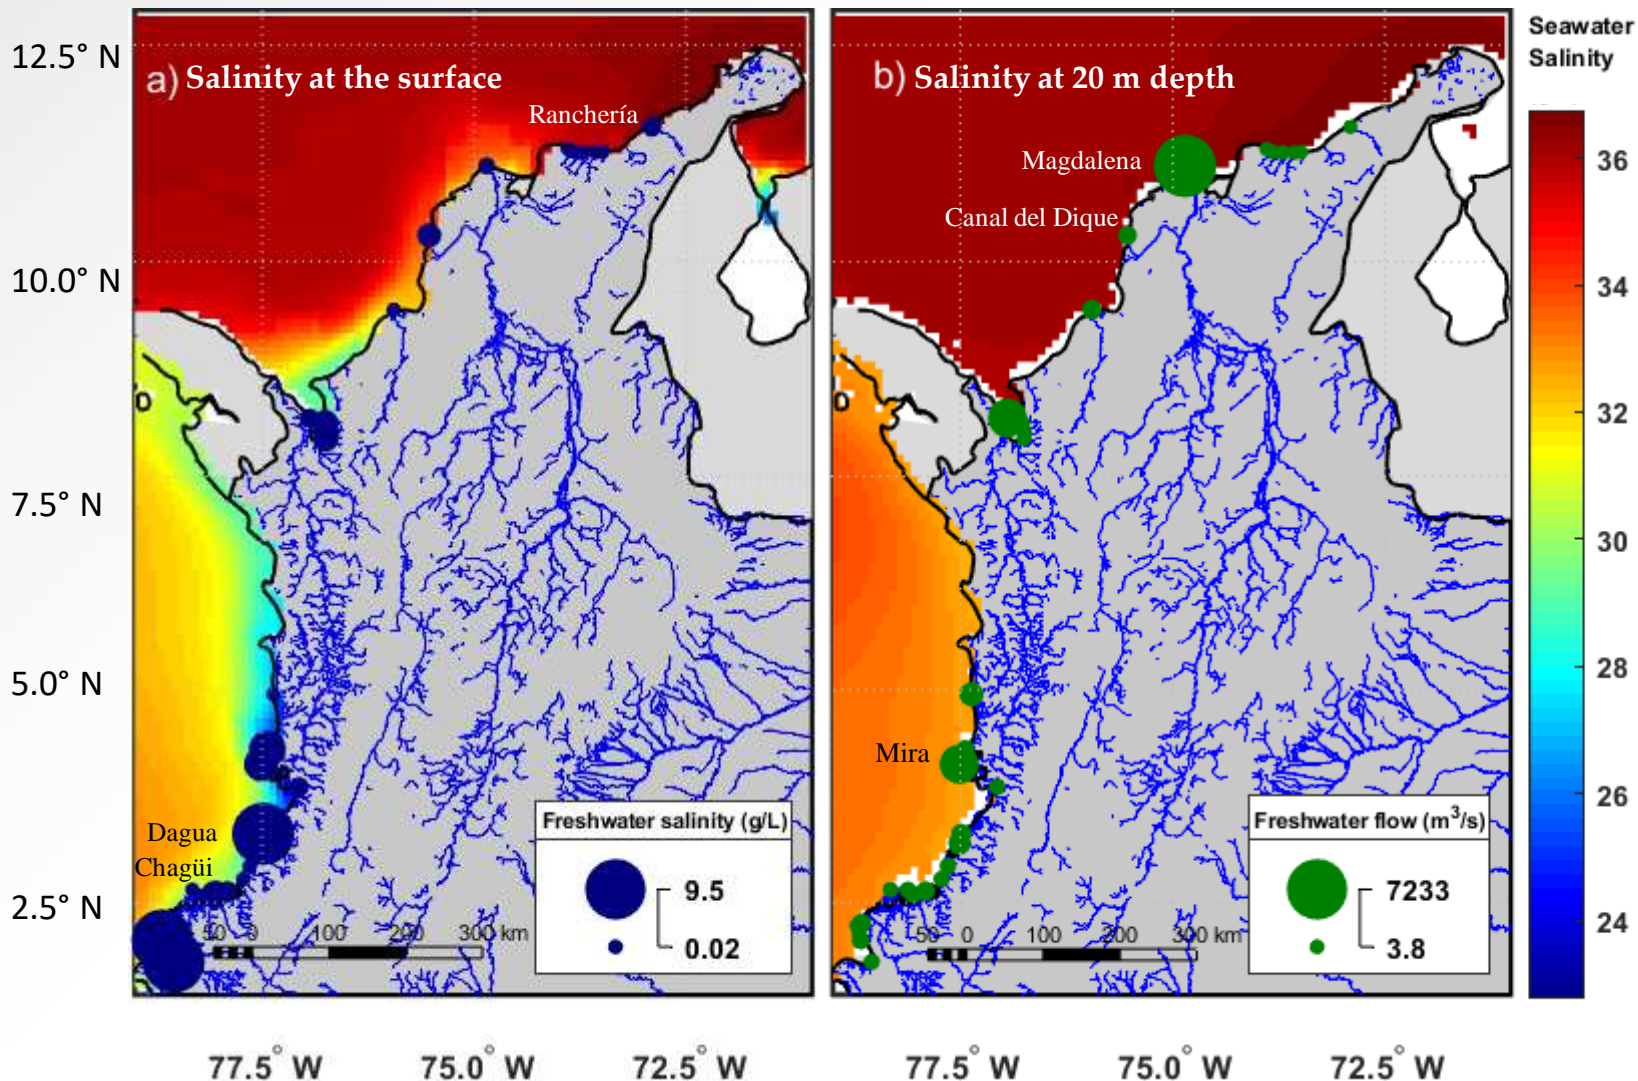 12.5° N
10.0° N
7.5° N
5.0° N
2.5° N
a) Salinity at the surface
Ranchería
Dagua
Chagüi
Freshwater salinity (g/L)
9.5
0.02
50 0 100 200 300 km
77.5° W 75.0° W 72.5° W
b) Salinity at 20 m depth
Magdalena
Canal del Dique
Mira
Freshwater flow (m³/s)
7233
3.8
50 0 100 200 300 km
77.5° W 75.0° W 72.5° W
Seawater
Salinity
36
34
32
30
28
26
24